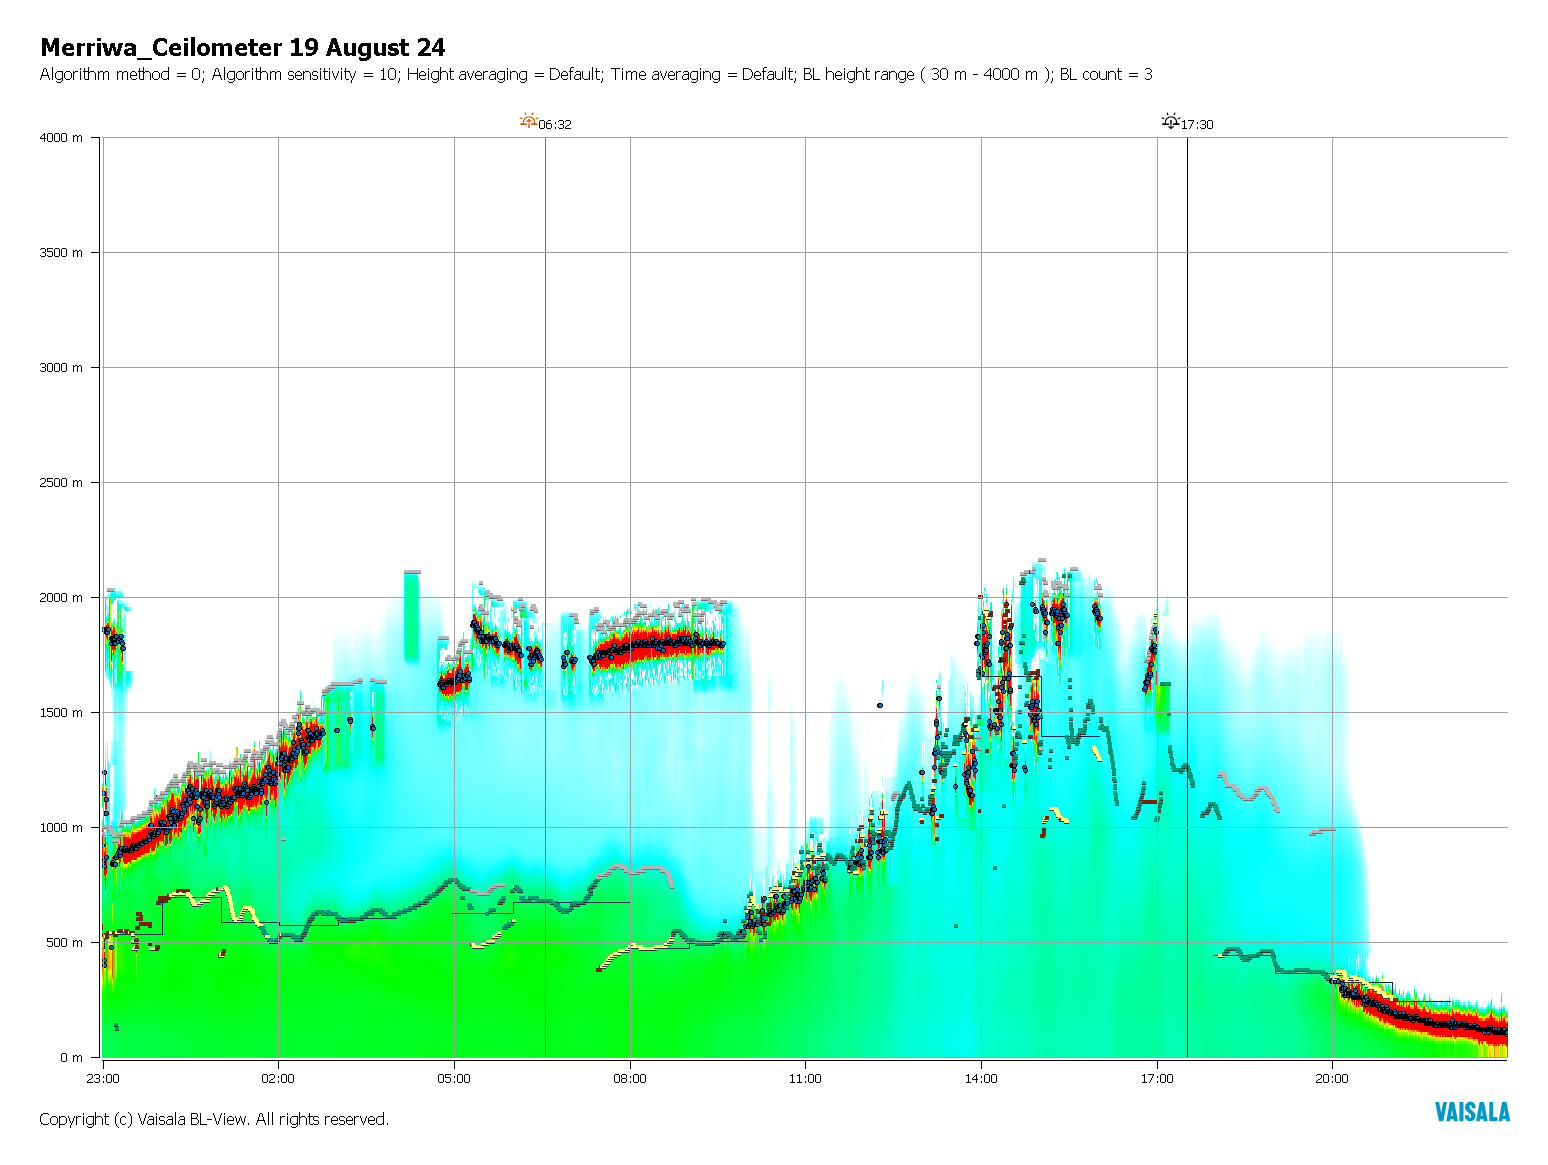 Merriwa_Ceilometer 19 August 24
Algorithm method = 0; Algorithm sensitivity = 10; Height averaging = Default; Time averaging = Default; BL height range ( 30 m - 4000 m ); BL count = 3
06:32
17:30
4000 m
3500 m
3000 m
2500 m
2000 m
1500 m
1000 m
500 m
0 m
23:00 02:00 05:00 08:00 11:00 14:00 17:00 20:00
Copyright (c) Vaisala BL-View. All rights reserved.
VAISALA